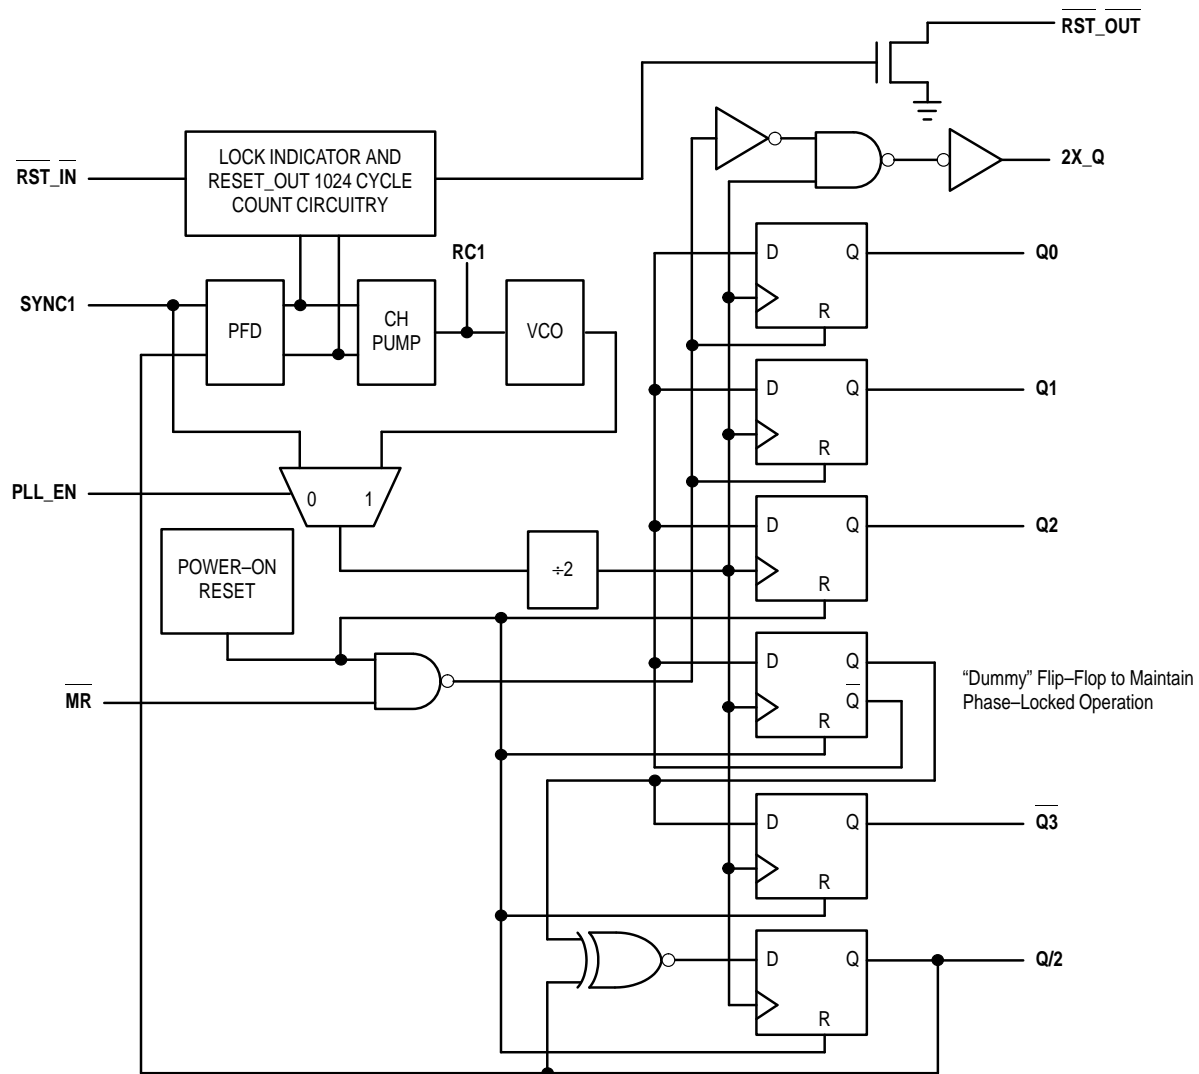 RST_OUT
LOCK INDICATOR AND
RESET_OUT 1024 CYCLE
COUNT CIRCUITRY
RST_IN
2X_Q
D Q
R
Q0
RC1
SYNC1
PFD
CH
PUMP
VCO
D Q
R
Q1
PLL_EN
0 1
D Q
R
Q2
POWER–ON
RESET
÷2
D Q
Q
R
"Dummy" Flip–Flop to Maintain
Phase–Locked Operation
MR
D Q
R
Q3
D Q
R
Q/2